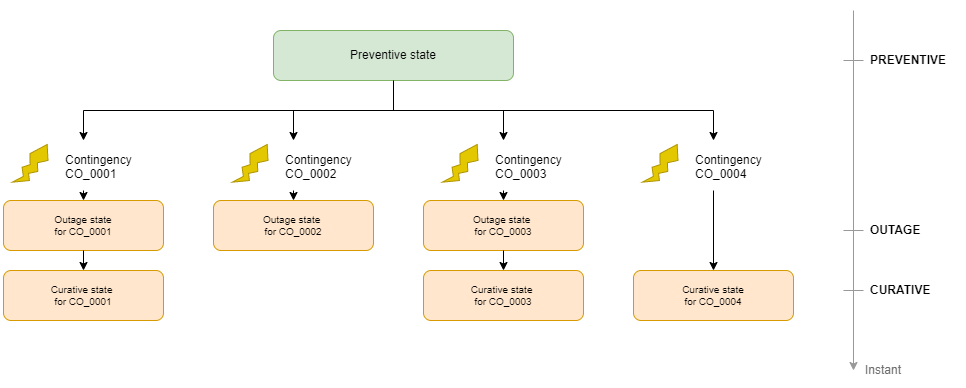 Preventive state
PREVENTIVE
Contingency
CO_0001
Contingency
CO_0002
Contingency
CO_0003
Contingency
CO_0004
Outage state
for CO_0001
Outage state
for CO_0002
Outage state
for CO_0003
OUTAGE
Curative state
for CO_0001
Curative state
for CO_0003
Curative state
for CO_0004
CURATIVE
Instant